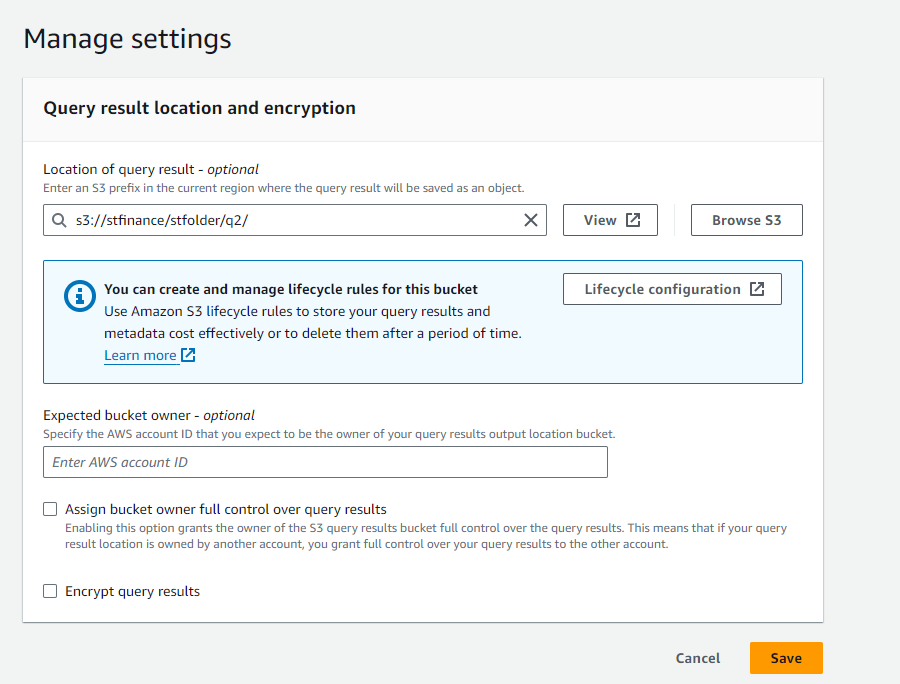 Manage settings
Query result location and encryption
Location of query result - optional
Enter an S3 prefix in the current region where the query result will be saved as an object.
s3://stfinance/stfolder/q2/
View
Browse S3
You can create and manage lifecycle rules for this bucket
Lifecycle configuration
Use Amazon S3 lifecycle rules to store your query results and
metadata cost effectively or to delete them after a period of time.
Learn more
Expected bucket owner - optional
Specify the AWS account ID that you expect to be the owner of your query results output location bucket.
Enter AWS account ID
Assign bucket owner full control over query results
Enabling this option grants the owner of the S3 query results bucket full control over the query results. This means that if your query
result location is owned by another account, you grant full control over your query results to the other account.
Encrypt query results
Cancel
Save